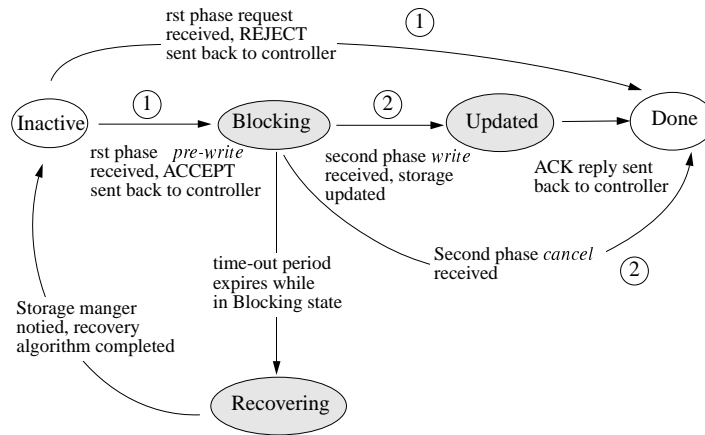 rst phase request
received, REJECT
sent back to controller
1
Inactive
1
Blocking
2
Updated
Done
rst phase pre-write
received, ACCEPT
sent back to controller
second phase write
received, storage
updated
ACK reply sent
back to controller
Second phase cancel
received
2
time-out period
expires while
in Blocking state
Storage manger
notied, recovery
algorithm completed
Recovering